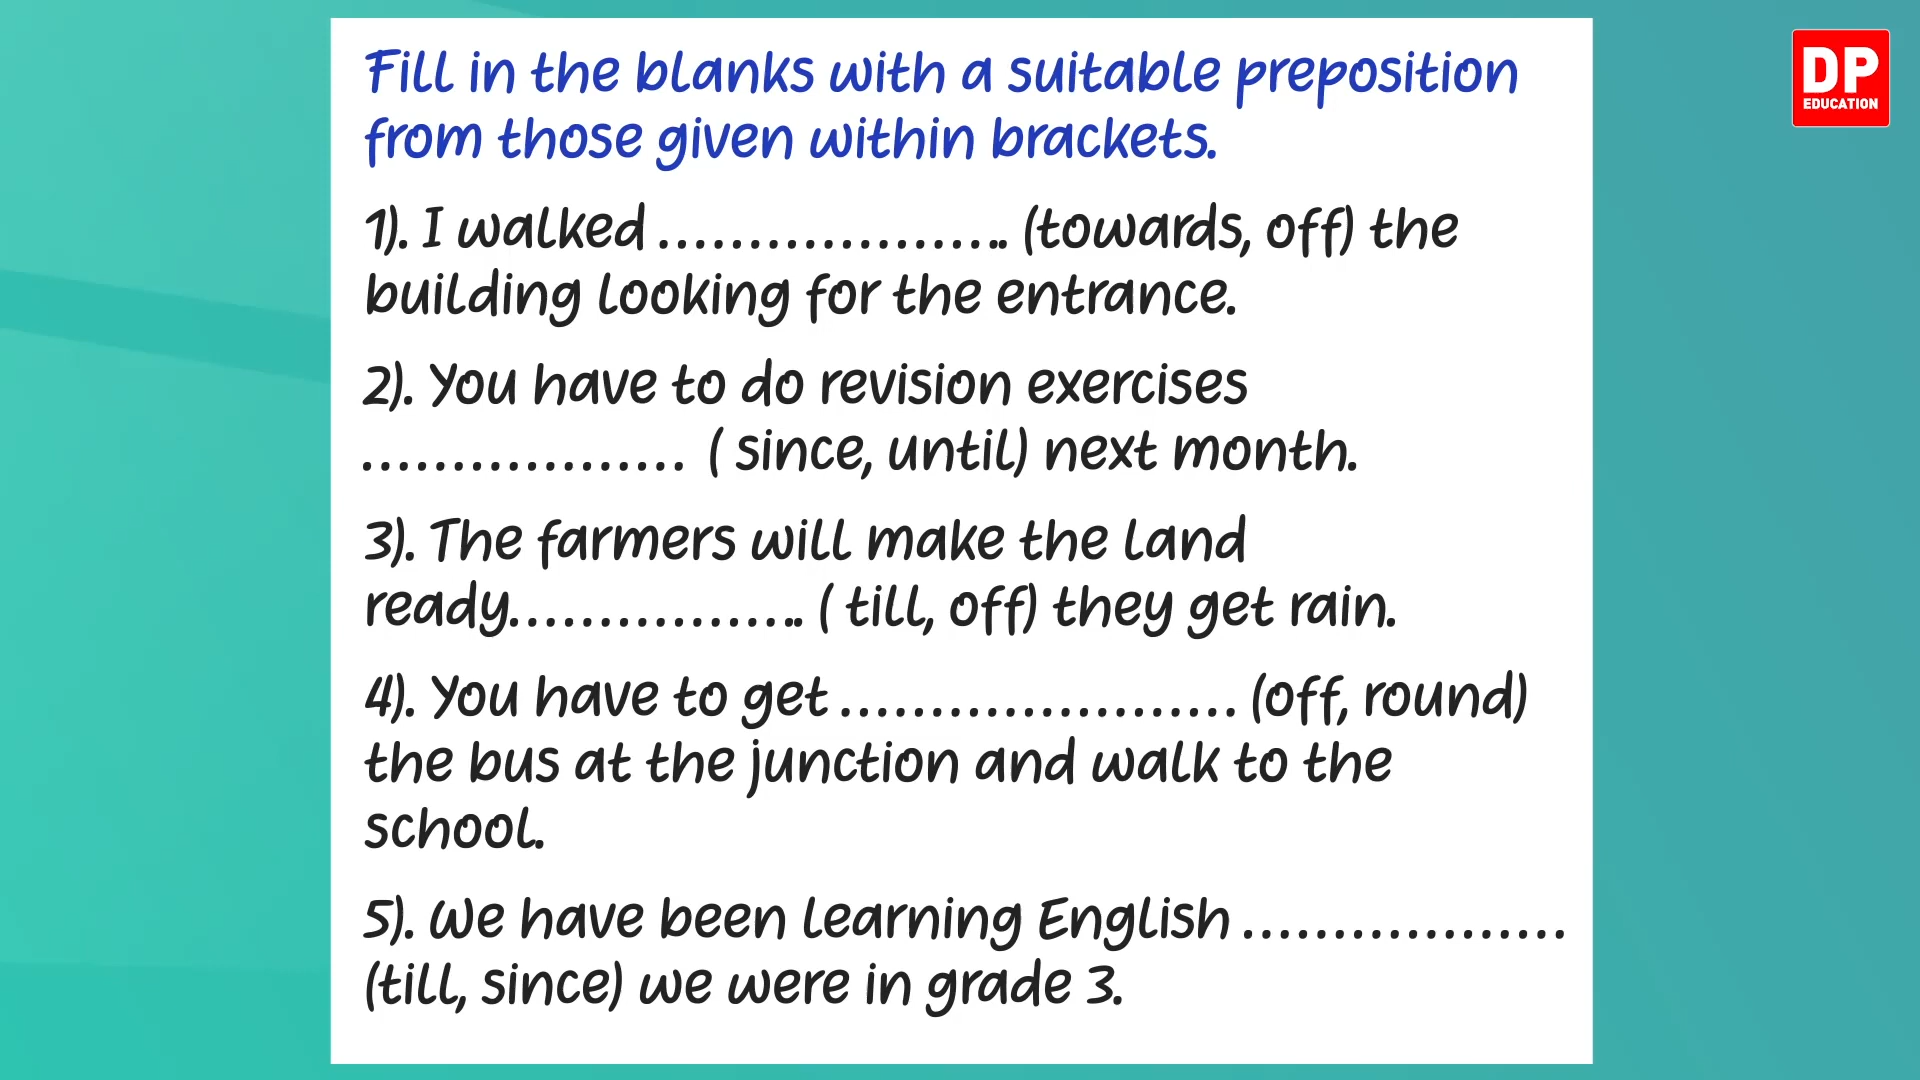 Fill in the blanks with a suitable preposition
from those given within brackets.
1). I walked ...................... (towards, off) the
building looking for the entrance.
2). You have to do revision exercises
.................. ( since, until) next month.
3). The farmers will make the land
ready.................. ( till, off) they get rain.
4). You have to get ...................... (off, round)
the bus at the junction and walk to the
school.
5). We have been learning English ..................
(till, since) we were in grade 3.
DP
EDUCATION